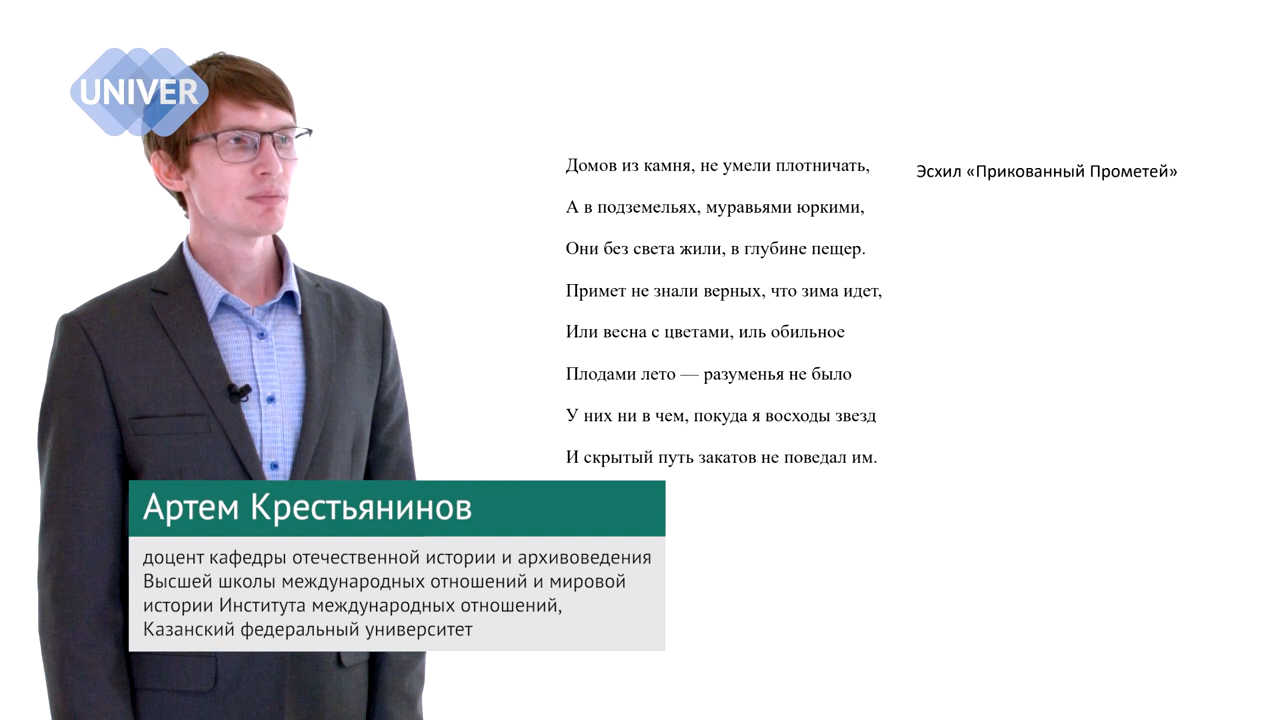 UNIVER
Домов из камня, не умели плотничать,
А в подземельях, муравьями юркими,
Они без света жили, в глубине пещер.
Примет не знали верных, что зима идет,
Или весна с цветами, иль обильное
Плодами лето — разуменья не было
У них ни в чем, покуда я восходы звезд
И скрытый путь закатов не поведал им.
Эсхил «Прикованный Прометей»
Артем Крестьянинов
доцент кафедры отечественной истории и архивоведения
Высшей школы международных отношений и мировой
истории Института международных отношений,
Казанский федеральный университет